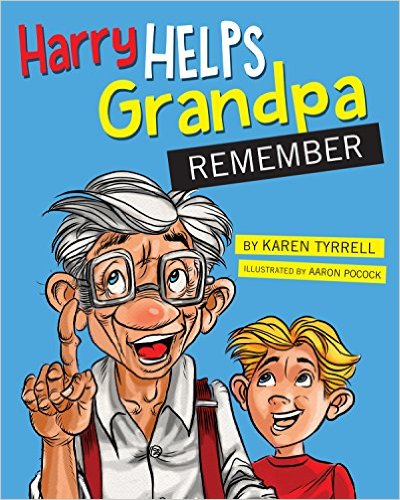 Harry HELPS
Grandpa
REMEMBER
BY KAREN TYRRELL
ILLUSTRATED BY AARON POCOCK